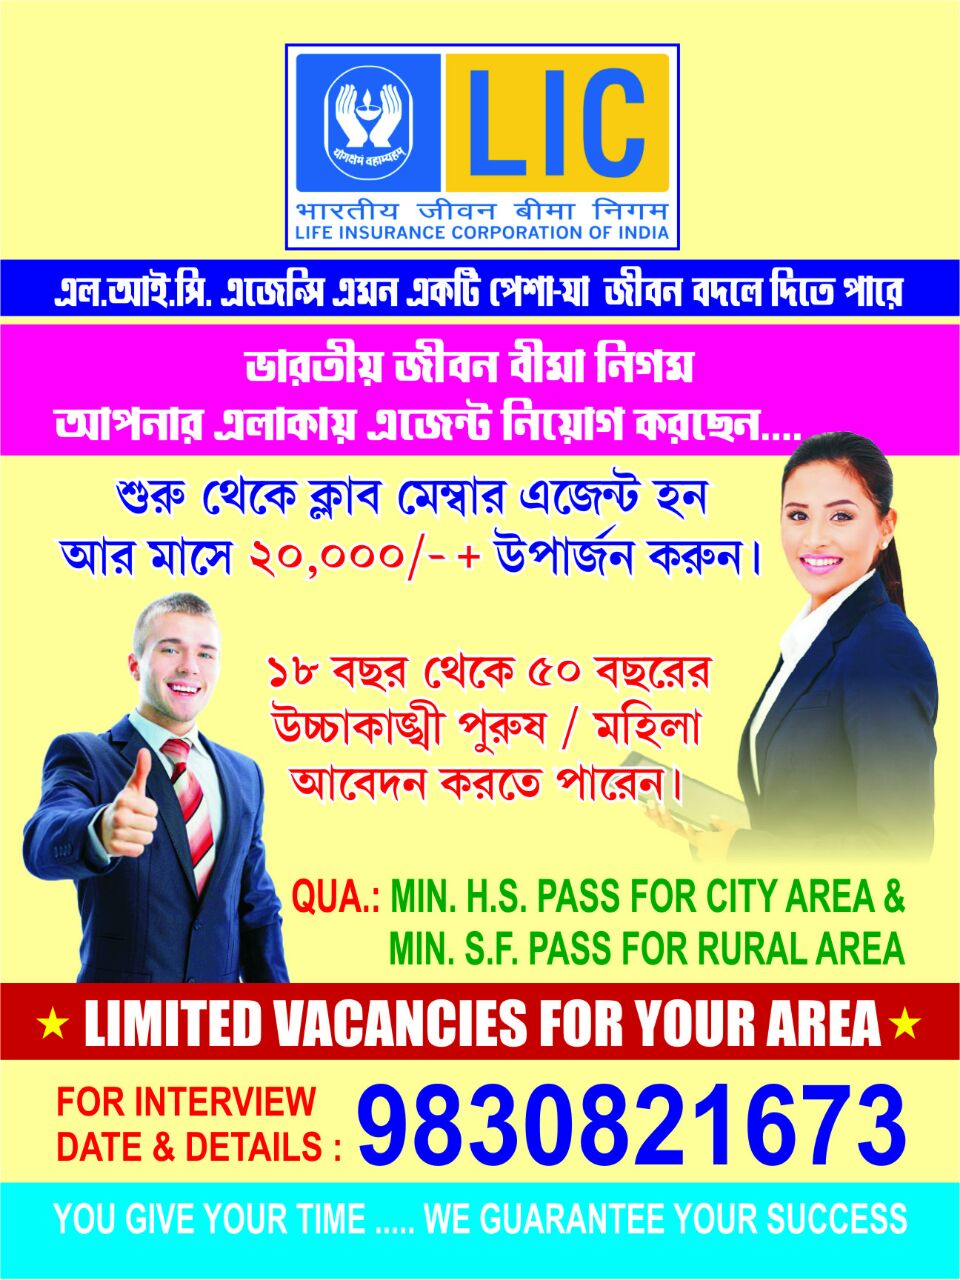 योगक्षेमं वहाम्यहम्
LIC
भारतीय जीवन बीमा निगम
LIFE INSURANCE CORPORATION OF INDIA
এল.আই.সি. এজেন্সি এমন একটি পেশা-যা জীবন বদলে দিতে পারে
ভারতীয় জীবন বীমা নিগম
আপনার এলাকায় এজেন্ট নিয়োগ করছেন....
শুরু থেকে ক্লাব মেম্বার এজেন্ট হন
আর মাসে ২০,০০০/- + উপার্জন করুন।
১৮ বছর থেকে ৫০ বছরের
উচ্চাকাঙ্খী পুরুষ / মহিলা
আবেদন করতে পারেন।
QUA.: MIN. H.S. PASS FOR CITY AREA &
MIN. S.F. PASS FOR RURAL AREA
LIMITED VACANCIES FOR YOUR AREA
FOR INTERVIEW
DATE & DETAILS : 9830821673
YOU GIVE YOUR TIME ..... WE GUARANTEE YOUR SUCCESS